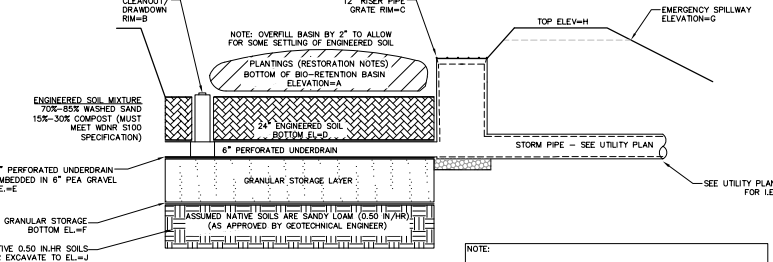 CLEANOUT/
DRAWDOWN
RIM=B
12" RISER PIPE
GRATE RIM=C
EMERGENCY SPILLWAY
ELEVATION=G
TOP ELEV=H
NOTE: OVERFILL BASIN BY 2" TO ALLOW
FOR SOME SETTLING OF ENGINEERED SOIL
PLANTINGS (RESTORATION NOTES)
BOTTOM OF BIO-RETENTION BASIN
ELEVATION=A
ENGINEERED SOIL MIXTURE
70%-85% WASHED SAND
15%-30% COMPOST (MUST
MEET WDNR S100
SPECIFICATION)
24" ENGINEERED SOIL
BOTTOM EL=D
6" PERFORATED UNDERDRAIN
STORM PIPE - SEE UTILITY PLAN
" PERFORATED UNDERDRAIN
MBEDDED IN 6" PEA GRAVEL
E.=E
GRANULAR STORAGE LAYER
SEE UTILITY PLAN
FOR I.E
GRANULAR STORAGE
BOTTOM EL.=F
ASSUMED NATIVE SOILS ARE SANDY LOAM (0.50 IN/HR)
(AS APPROVED BY GEOTECHNICAL ENGINEER)
TIVE 0.50 IN.HR SOILS
R EXCAVATE TO EL.=J
NOTE: